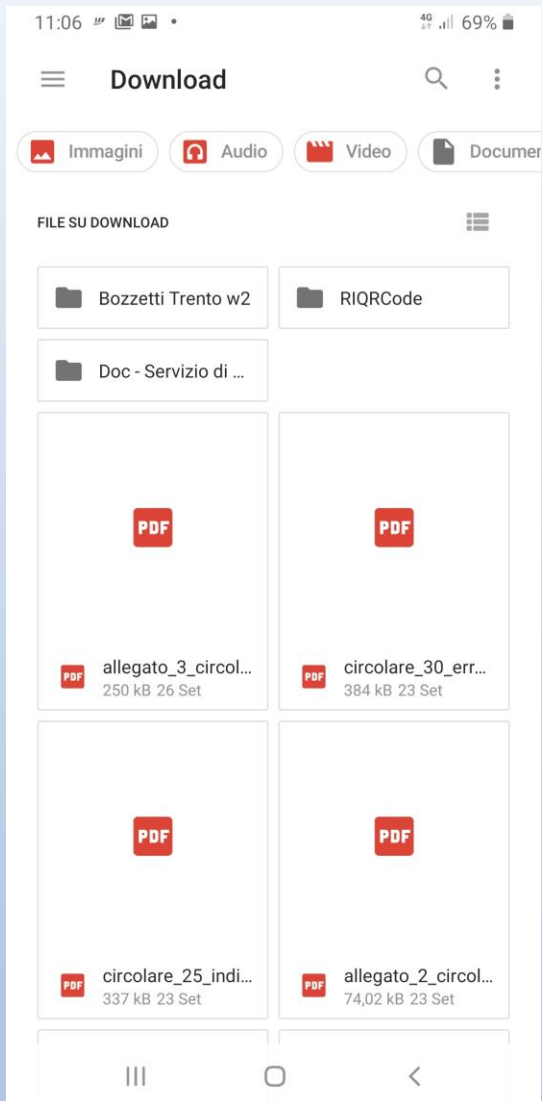 11:06
4G 69%
Download
Immagini Audio Video Documen
FILE SU DOWNLOAD
Bozzetti Trento w2 RIQRCode
Doc - Servizio di ...
PDF PDF
PDF allegato_3_circol... PDF circolare_30_err...
250 kB 26 Set 384 kB 23 Set
PDF PDF
PDF circolare_25_indi... PDF allegato_2_circol...
337 kB 23 Set 74,02 kB 23 Set